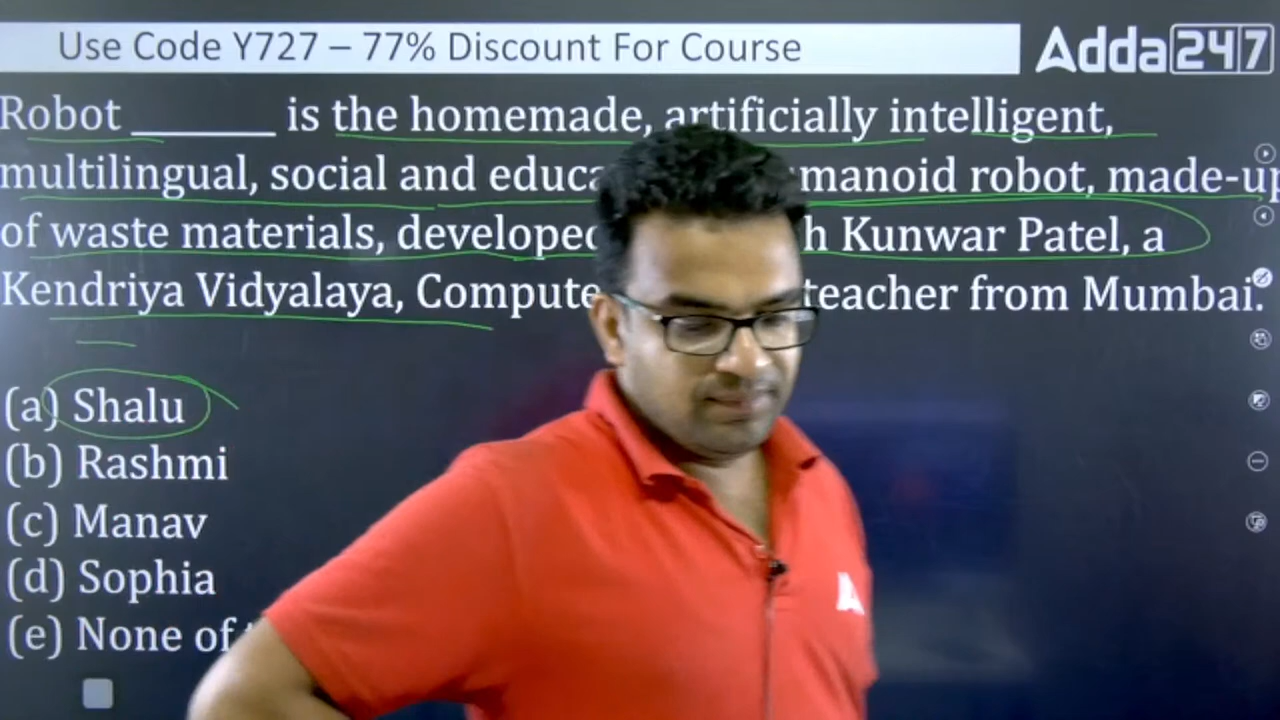 Use Code Y727 – 77% Discount For Course
Adda247
Robot ______ is the homemade, artificially intelligent,
multilingual, social and educa manoid robot, made-up
of waste materials, developed h Kunwar Patel, a
Kendriya Vidyalaya, Compute teacher from Mumbai.
(a) Shalu
(b) Rashmi
(c) Manav
(d) Sophia
(e) None of